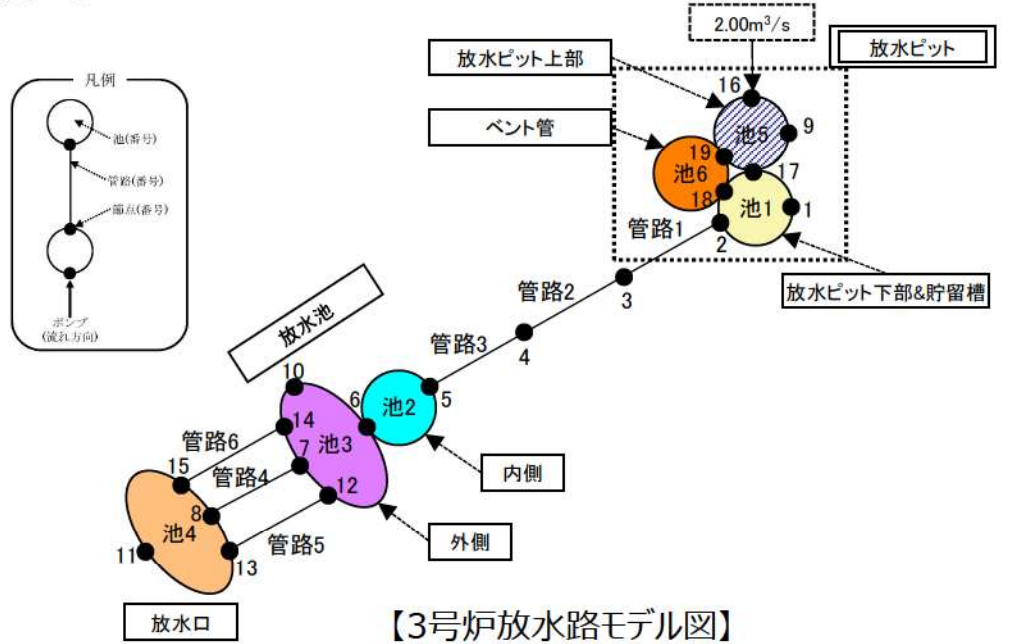 2.00m³/s
放水ピット
放水ピット上部
16
凡例
池(番号)
管路(番号)
節点(番号)
ポンプ
(流れ方向)
ベント管
池5
9
19
池6
17
18
池1
1
管路1
2
放水ピット下部&貯留槽
3
管路2
4
管路3
放水池
10
6
池2
5
14
管路6
池3
7
15
管路4
12
内側
8
池4
管路5
外側
11
13
放水口
【3号炉放水路モデル図】